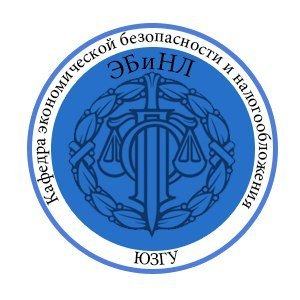 Кафедра экономической безопасности и налогообложения
ЭБиНЛ
ЮЗГУ